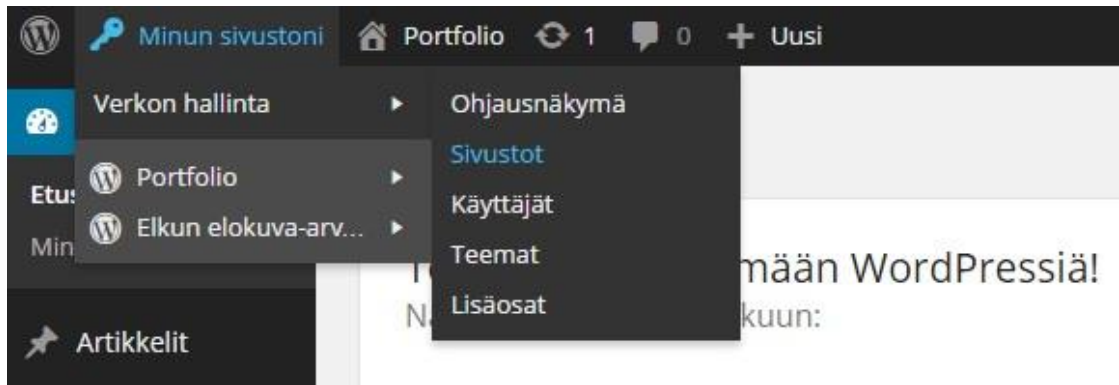 Minun sivustoni Portfolio 1 0 Uusi
Verkon hallinta
Portfolio
Elkun elokuva-arv...
Ohjausnäkymä
Sivustot
Käyttäjät
Teemat
Lisäosat
mään WordPressiä!
kuun:
Artikkelit